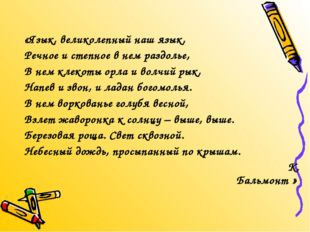 «Язык, великолепный наш язык.
Речное и степное в нем раздолье,
В нем клекоты орла и волчий рык,
Напев и звон, и ладан богомолья.
В нем воркованье голубя весной,
Взлет жаворонка к солнцу – выше, выше.
Березовая роща. Свет сквозной.
Небесный дождь, просыпанный по крышам.
К.
Бальмонт »